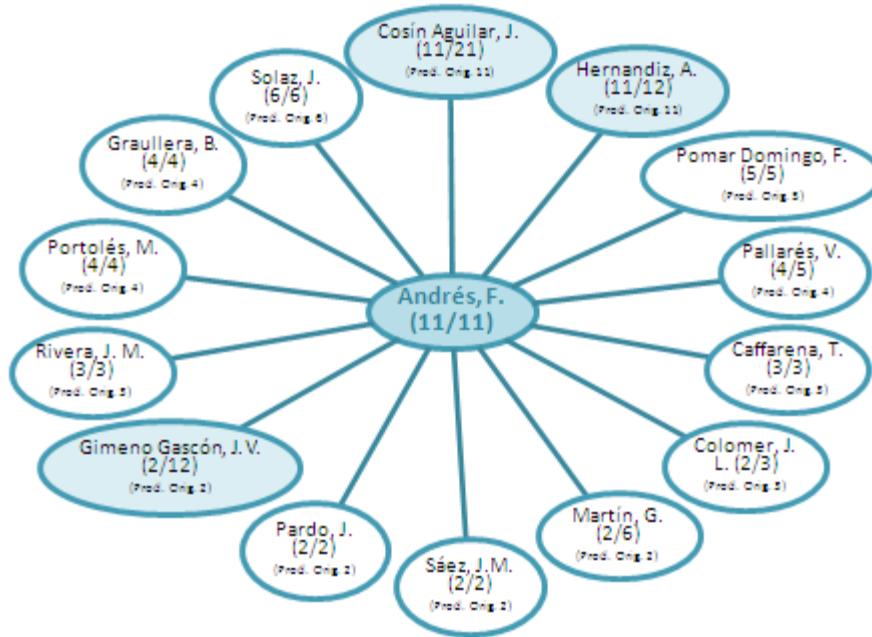 Cosín Aguilar, J.
(11/21)
(Prod. Orig. 11)
Hernandiz, A.
(11/12)
(Prod. Orig. 11)
Solaz, J.
(6/6)
(Prod. Orig. 6)
Graullera, B.
(4/4)
(Prod. Orig. 4)
Pomar Domingo, F.
(5/5)
(Prod. Orig. 5)
Portolés, M.
(4/4)
(Prod. Orig. 4)
Pallarés, V.
(4/5)
(Prod. Orig. 4)
Andrés, F.
(11/11)
Rivera, J. M.
(3/3)
(Prod. Orig. 3)
Caffarena, T.
(3/3)
(Prod. Orig. 3)
Gimeno Gascón, J. V.
(2/12)
(Prod. Orig. 2)
Colomer, J.
L. (2/3)
(Prod. Orig. 3)
Martín, G.
(2/6)
(Prod. Orig. 2)
Pardo, J.
(2/2)
(Prod. Orig. 2)
Sáez, J.M.
(2/2)
(Prod. Orig. 2)